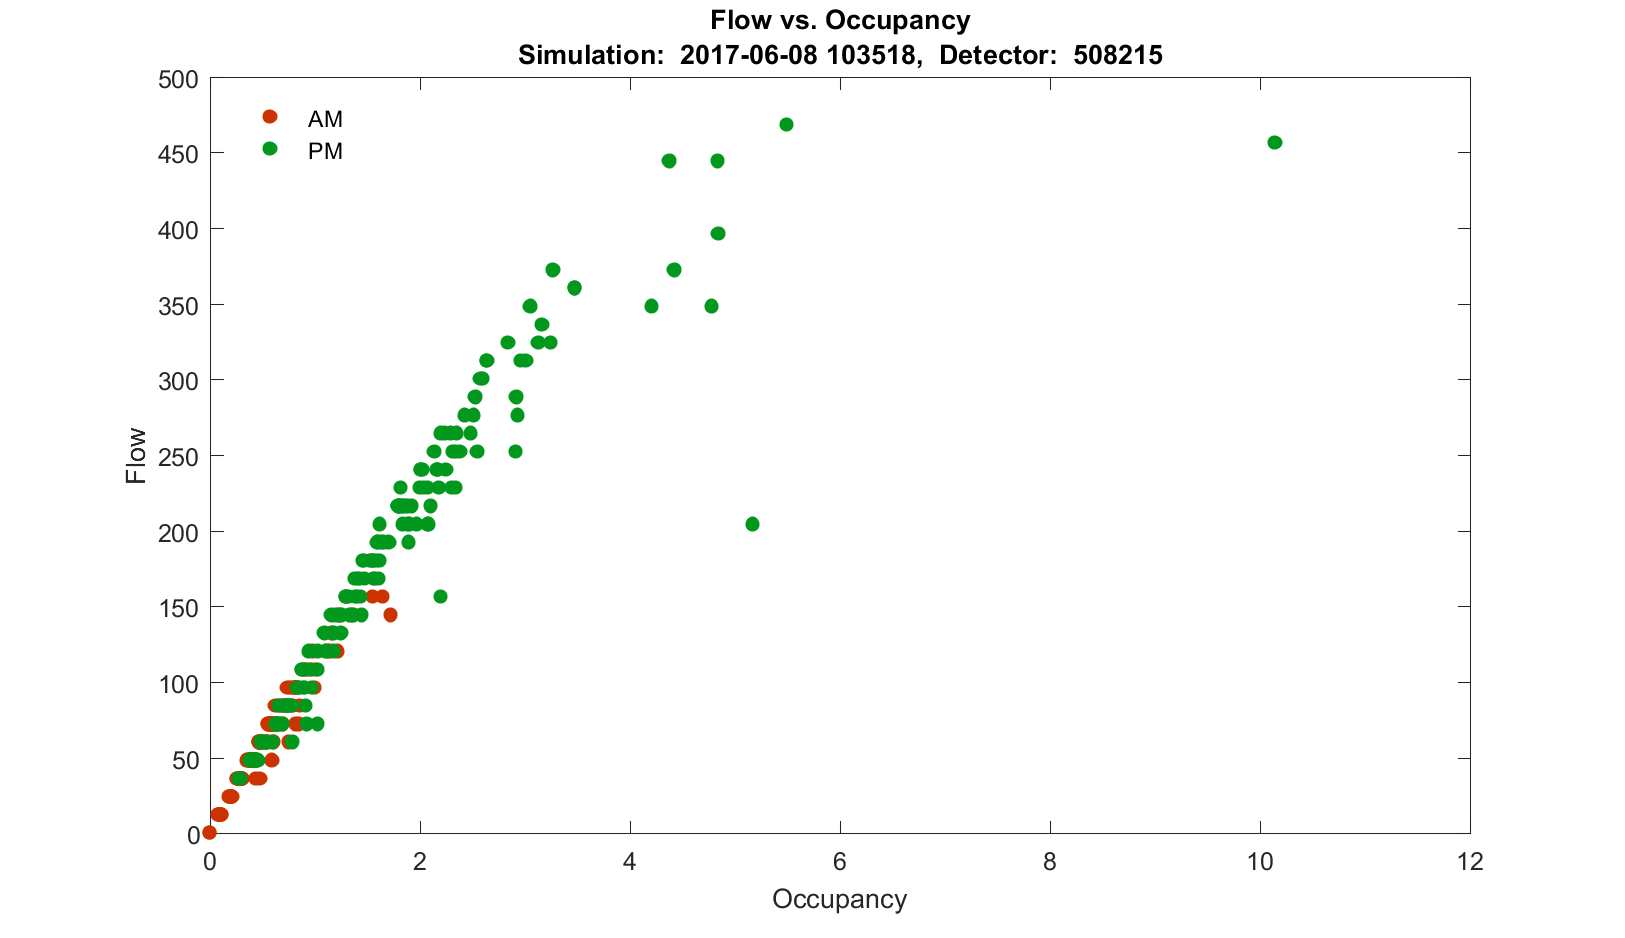 Flow vs. Occupancy
Simulation:  2017-06-08 103518,  Detector:  508215
500
AM
PM
450
400
350
300
250
Flow
200
150
100
50
0
0 2 4 6 8 10 12
Occupancy